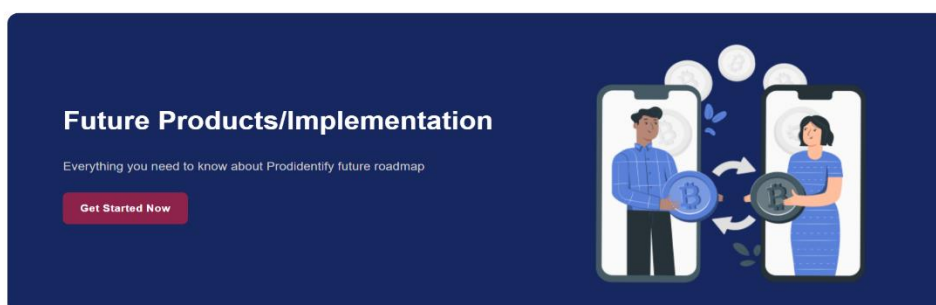 Future Products/Implementation
Everything you need to know about Prodidentify future roadmap
Get Started Now